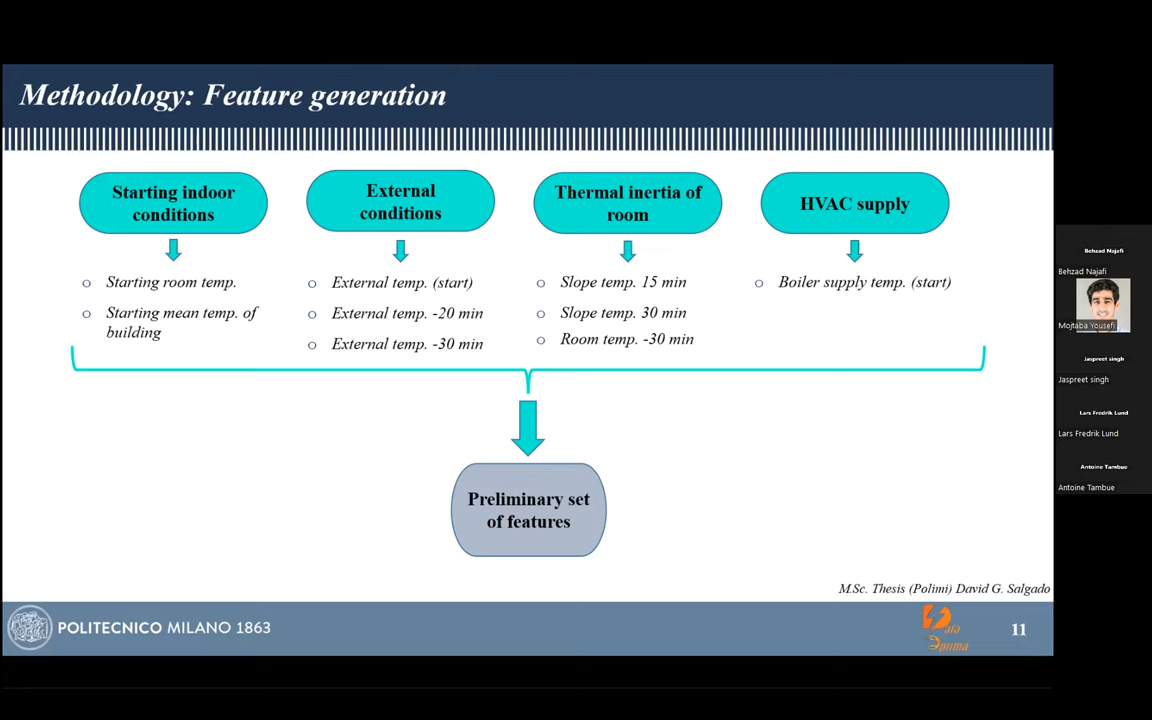 Methodology: Feature generation
Starting indoor
conditions
External
conditions
Thermal inertia of
room
HVAC supply
Starting room temp.
Starting mean temp. of
building
External temp. (start)
External temp. -20 min
External temp. -30 min
Slope temp. 15 min
Slope temp. 30 min
Room temp. -30 min
Boiler supply temp. (start)
Preliminary set
of features
M.Sc. Thesis (Polimi) David G. Salgado
POLITECNICO MILANO 1863
11
Behzad Najafi
Behzad Najafi
Mojtaba Yousefi
Jaspreet singh
Jaspreet singh
Lars Fredrik Lund
Lars Fredrik Lund
Antoine Tambue
Antoine Tambue